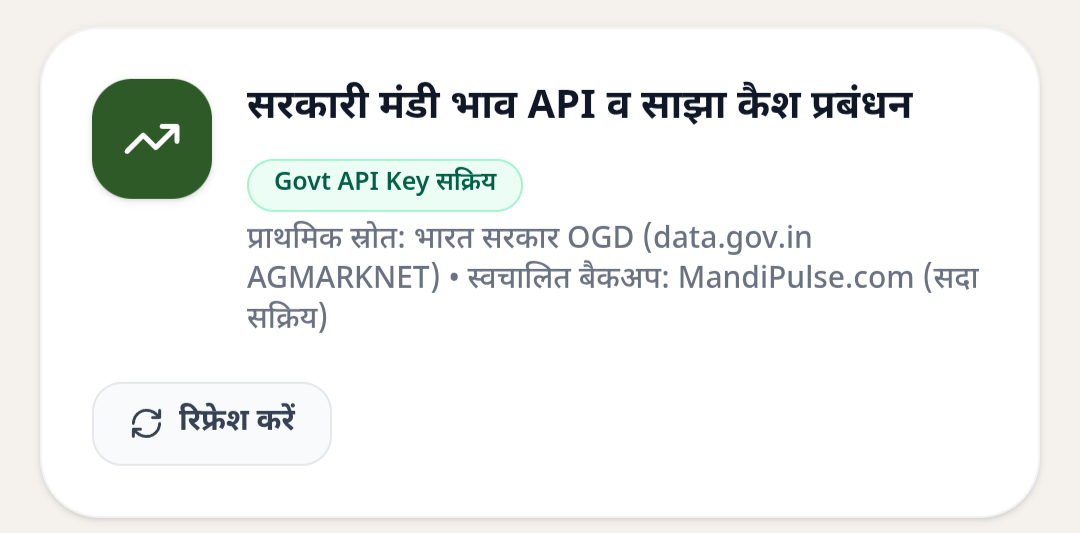 सरकारी मंडी भाव API व साझा कैश प्रबंधन
Govt API Key सक्रिय
प्राथमिक स्रोत: भारत सरकार OGD (data.gov.in
AGMARKNET) • स्वचालित बैकअप: MandiPulse.com (सदा
सक्रिय)
रिफ्रेश करें